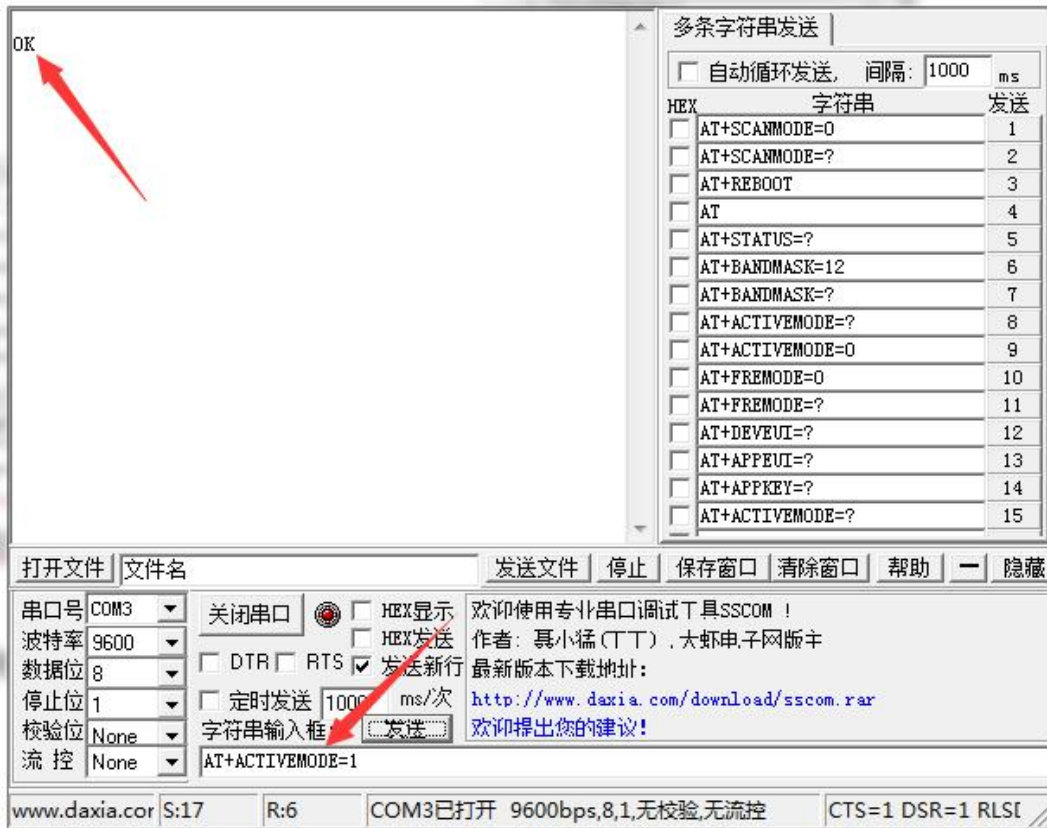 OK
多条字符串发送
自动循环发送, 间隔: 1000 ms
HEX 字符串 发送
AT+SCANMODE=0 1
AT+SCANMODE=? 2
AT+REBOOT 3
AT 4
AT+STATUS=? 5
AT+BANDMASK=12 6
AT+BANDMASK=? 7
AT+ACTIVEMODE=? 8
AT+ACTIVEMODE=0 9
AT+FREMODE=0 10
AT+FREMODE=? 11
AT+DEVEUI=? 12
AT+APPEUI=? 13
AT+APPKEY=? 14
AT+ACTIVEMODE=? 15
打开文件 文件名 发送文件 停止 保存窗口 清除窗口 帮助 一 隐藏
串口号 COM3
波特率 9600
数据位 8
停止位 1
校验位 None
流 控 None
关闭串口
HEX显示
HEX发送
DTR RTS 发送新行
定时发送 1000 ms/次
字符串输入框: 发送
AT+ACTIVEMODE=1
欢迎使用专业串口调试工具SSCOM !
作者: 聂小猛(丁丁),大虾电子网版主
最新版本下载地址:
http://www.daxia.com/download/sscom.rar
欢迎提出您的建议!
www.daxia.cor S:17 R:6 COM3已打开 9600bps,8,1,无校验,无流控 CTS=1 DSR=1 RLSI